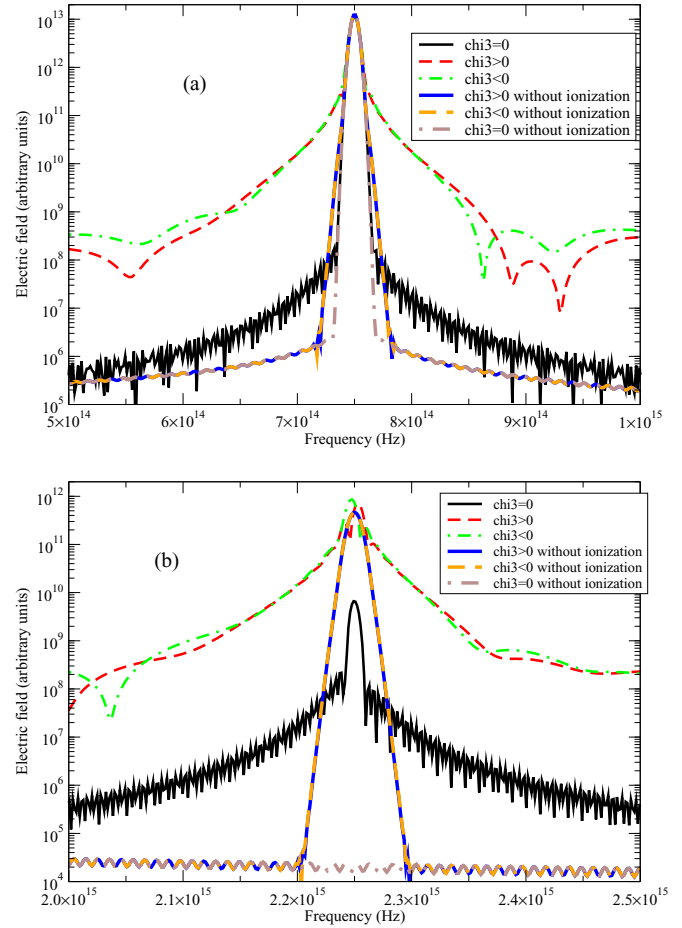 10^13
10^12
10^11
10^10
10^9
10^8
10^7
10^6
10^5
Electric field (arbitrary units)
(a)
chi3=0
chi3>0
chi3<0
chi3>0 without ionization
chi3<0 without ionization
chi3=0 without ionization
5×10^14
6×10^14
7×10^14
8×10^14
9×10^14
1×10^15
Frequency (Hz)
10^12
10^11
10^10
10^9
10^8
10^7
10^6
10^5
10^4
Electric field (arbitrary units)
(b)
chi3=0
chi3>0
chi3<0
chi3>0 without ionization
chi3<0 without ionization
chi3=0 without ionization
2.0×10^15
2.1×10^15
2.2×10^15
2.3×10^15
2.4×10^15
2.5×10^15
Frequency (Hz)